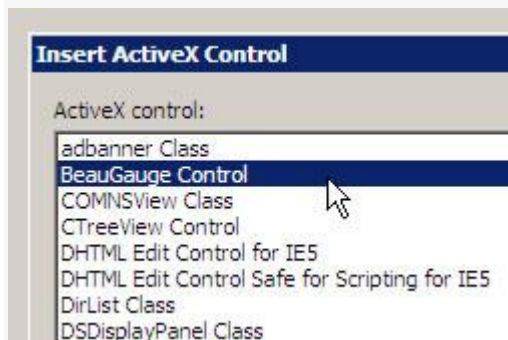 Insert ActiveX Control
ActiveX control:
adbanner Class
BeauGauge Control
COMNSView Class
CTreeView Control
DHTML Edit Control for IE5
DHTML Edit Control Safe for Scripting for IE5
DirList Class
DSDisplayPanel Class